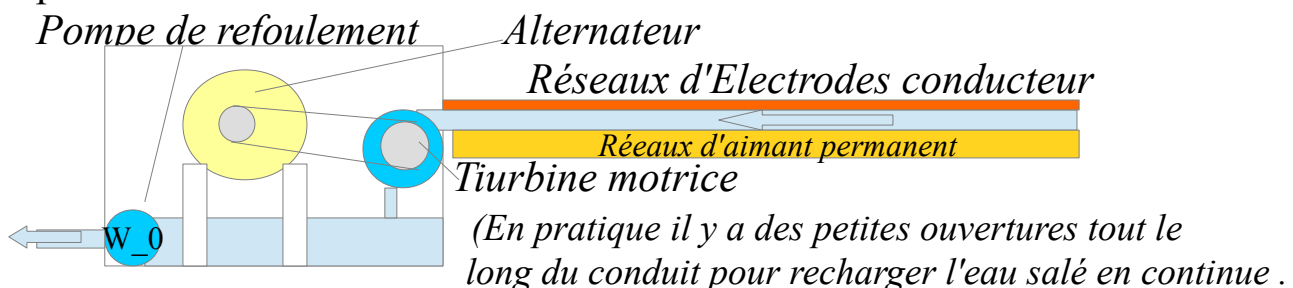 Pompe de refoulement
Alternateur
Réseaux d'Electrodes conducteur
Rééaux d'aimant permanent
Tiurbine motrice
W_0
(En pratique il y a des petites ouvertures tout le
long du conduit pour recharger l'eau salé en continue .